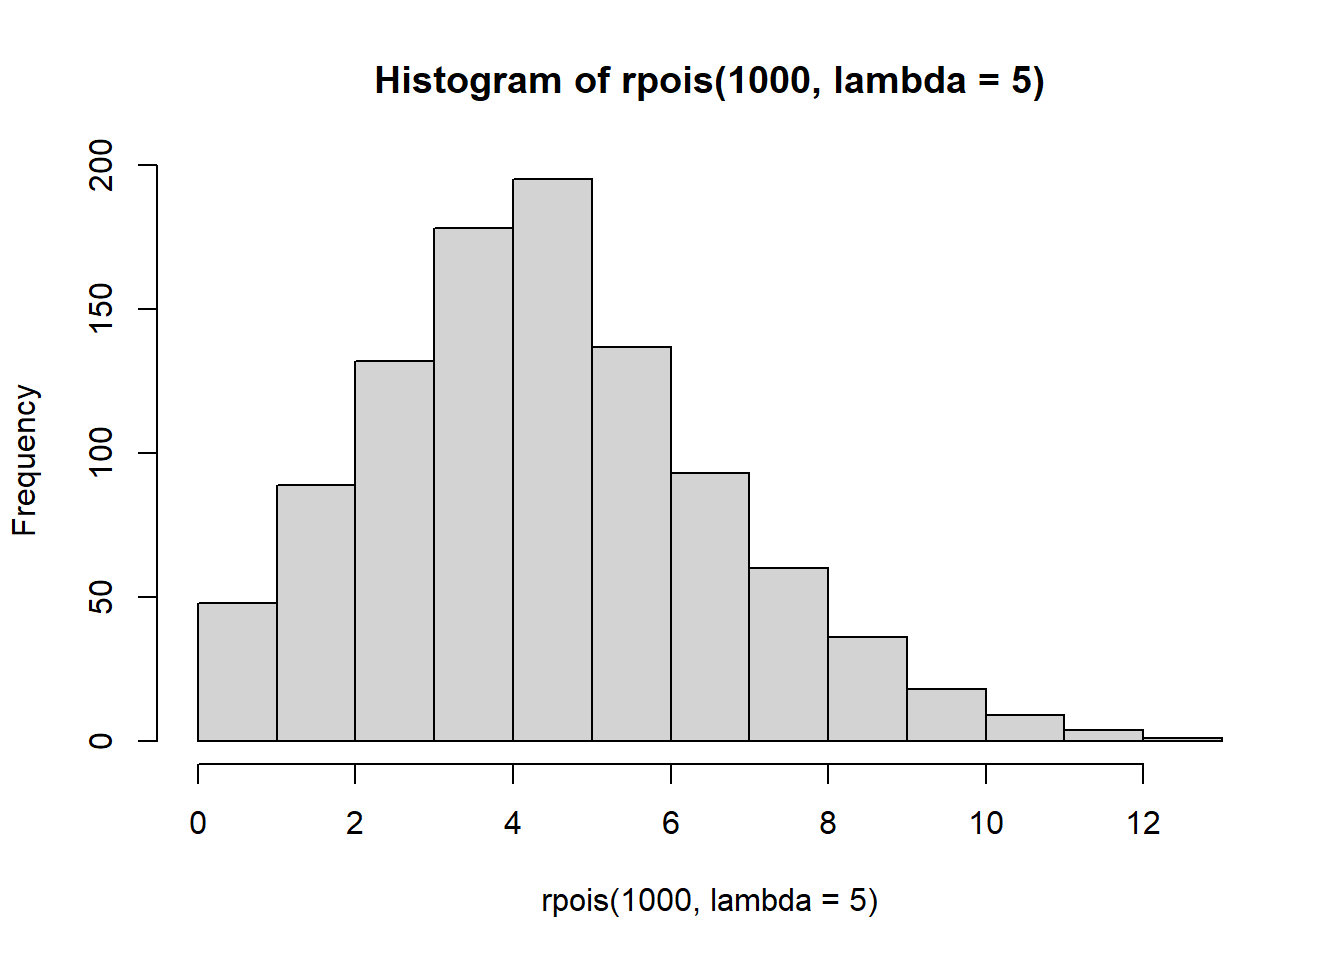 Histogram of rpois(1000, lambda = 5)
200
150
100
50
0
Frequency
0 2 4 6 8 10 12
rpois(1000, lambda = 5)